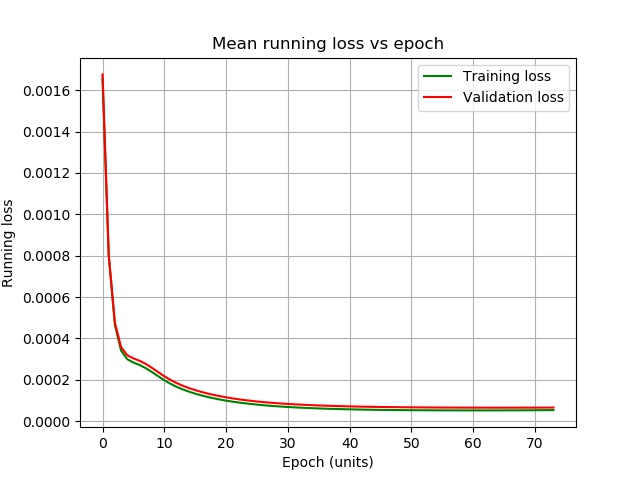 Mean running loss vs epoch
Training loss
Validation loss
0.0016
0.0014
0.0012
0.0010
0.0008
0.0006
0.0004
0.0002
0.0000
Running loss
0 10 20 30 40 50 60 70
Epoch (units)